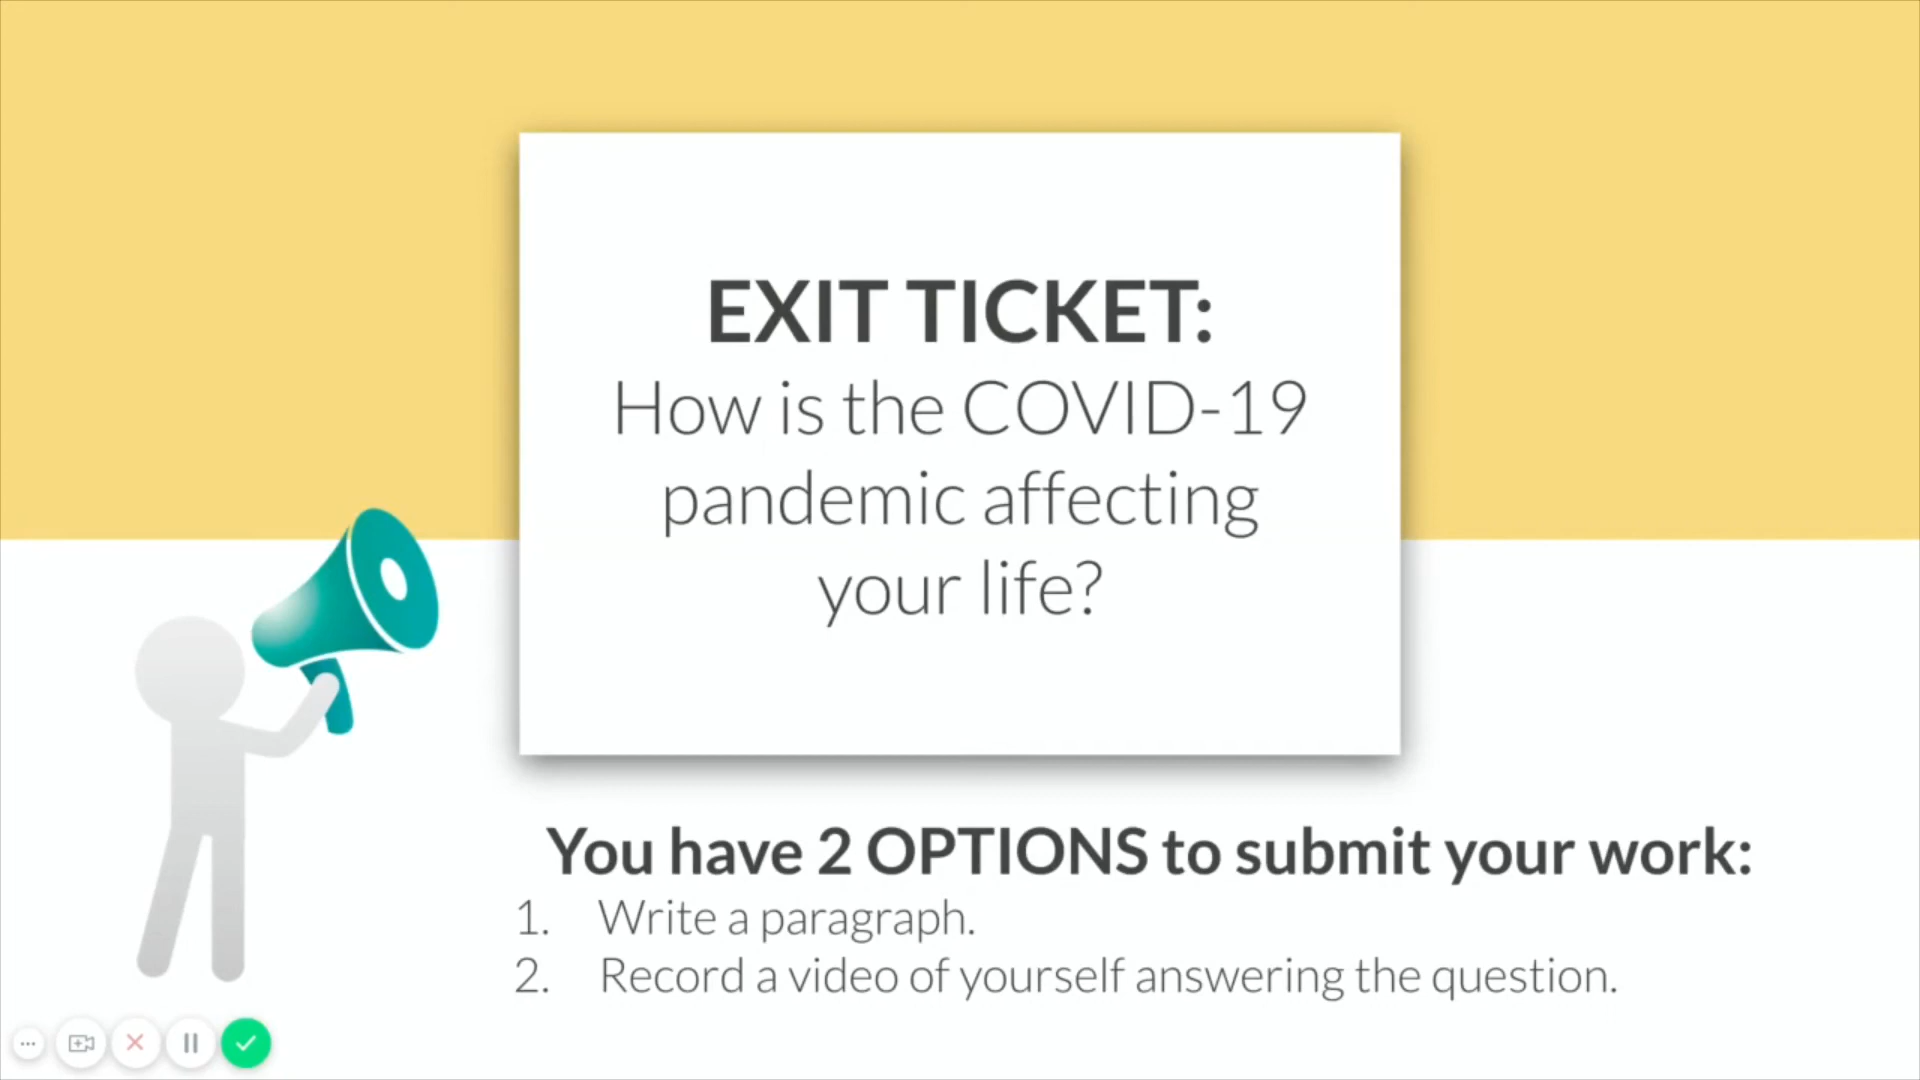 EXIT TICKET:
How is the COVID-19
pandemic affecting
your life?
You have 2 OPTIONS to submit your work:
1. Write a paragraph.
2. Record a video of yourself answering the question.